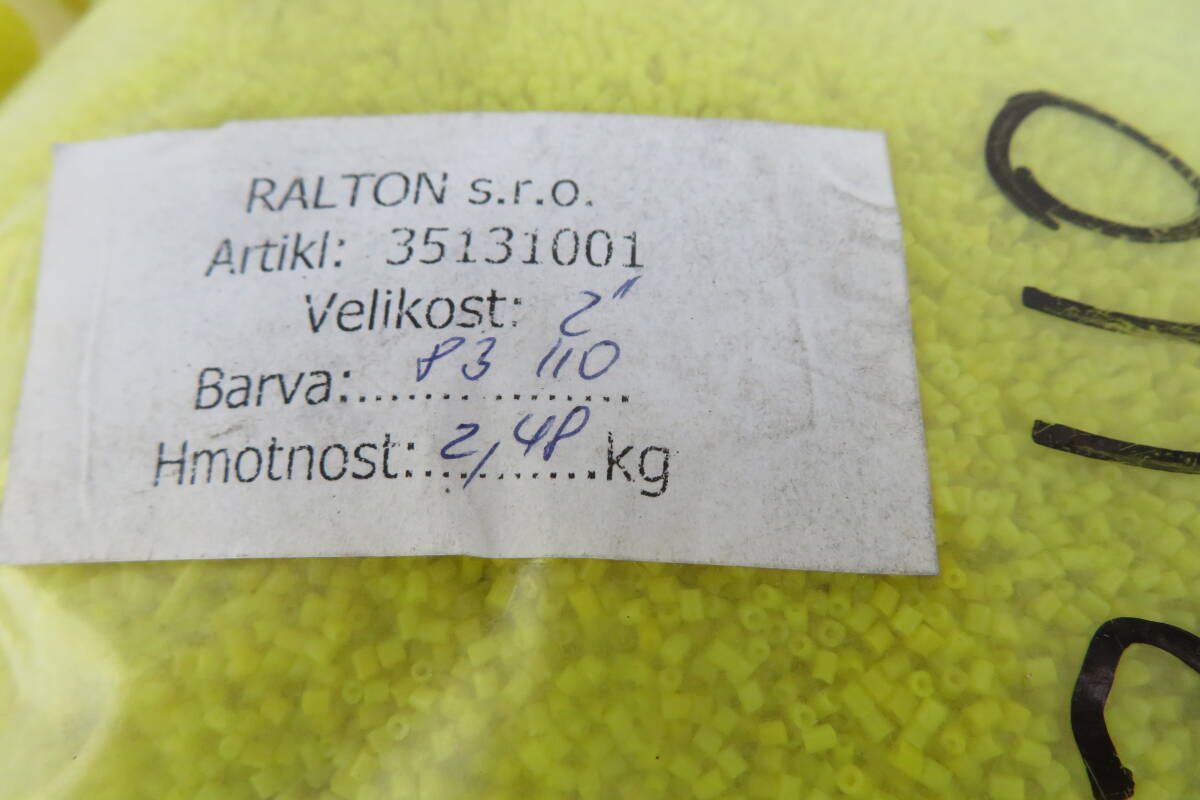 RALTON s.r.o.
Artikl: 35131001
Velikost: 2"
Barva: 83 110
Hmotnost: 2,48 kg